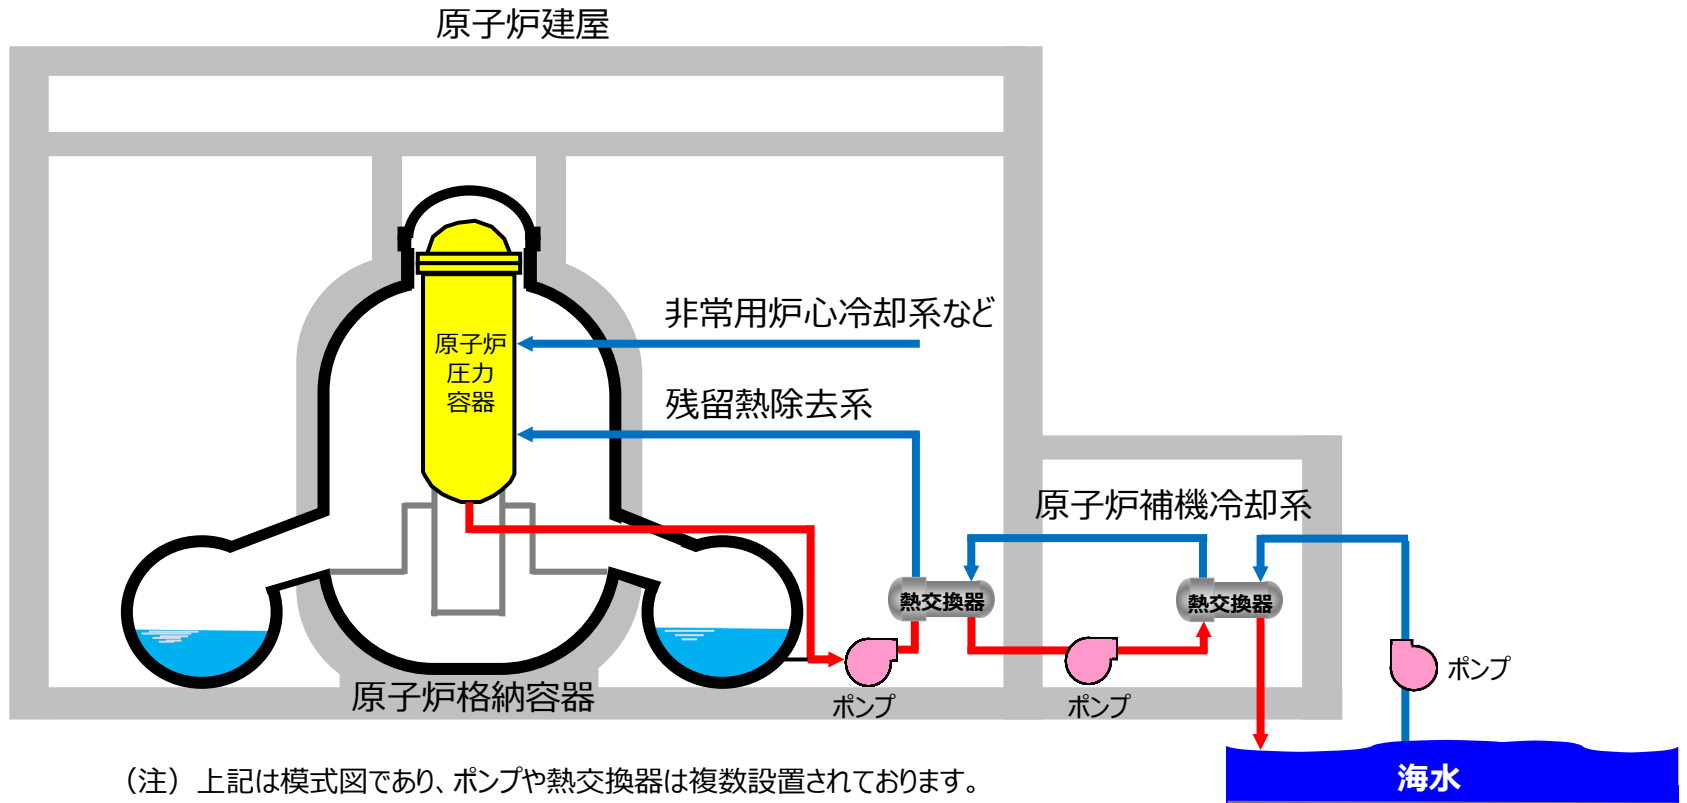 原子炉建屋
非常用炉心冷却系など
原子炉
圧力
容器
残留熱除去系
原子炉補機冷却系
熱交換器
熱交換器
ポンプ
原子炉格納容器
ポンプ
ポンプ
海水
（注）上記は模式図であり、ポンプや熱交換器は複数設置されております。